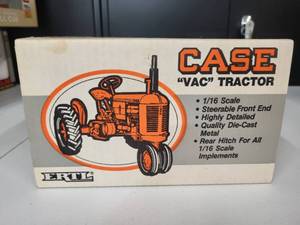 CASE
"VAC" TRACTOR
• 1/16 Scale
• Steerable Front End
• Highly Detailed
• Quality Die-Cast
Metal
• Rear Hitch For All
1/16 Scale
Implements
ERTL